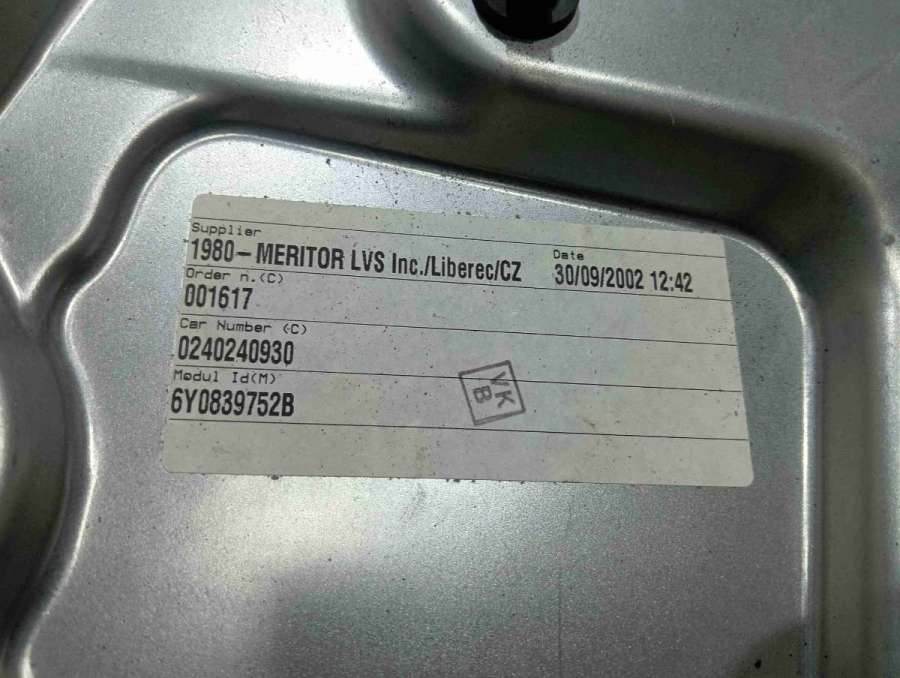 Supplier
1980-MERITOR LVS Inc./Liberec/CZ
Date
30/09/2002 12:42
Order n.(C)
001617
Car Number (C)
0240240930
Modul Id(M)
6Y0839752B
VK
B